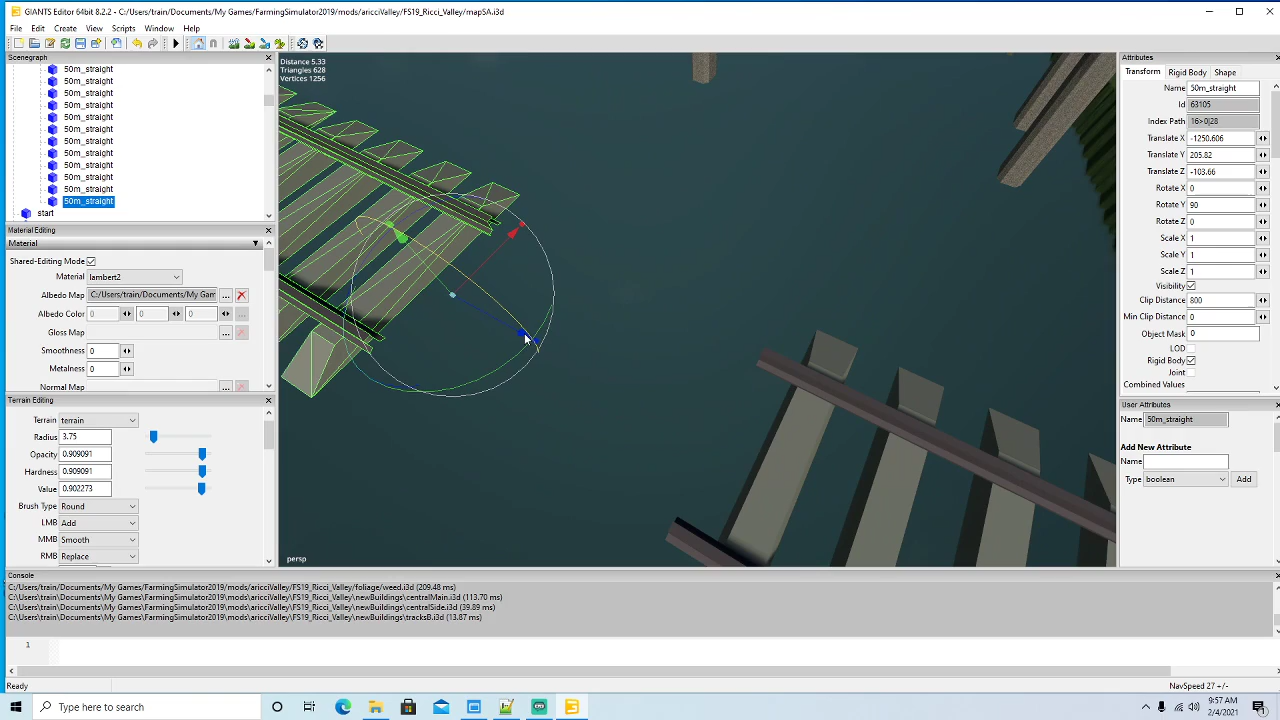 GIANTS Editor 64bit 8.2.2 - C:/Users/train/Documents/My Games/FarmingSimulator2019/mods/aricciValley/FS19_Ricci_Valley/mapSA.i3d
File Edit Create View Scripts Window Help
Scenegraph
50m_straight
50m_straight
50m_straight
50m_straight
50m_straight
50m_straight
50m_straight
50m_straight
50m_straight
50m_straight
50m_straight
50m_straight
start
Material Editing
Material
Shared-Editing Mode
Material lambert2
Albedo Map C:/Users/train/Documents/My Gam ...
Albedo Color 0 0 0 ...
Gloss Map ...
Smoothness 0
Metalness 0
Normal Map
Terrain Editing
Terrain terrain
Radius 3.75
Opacity 0.909091
Hardness 0.909091
Value 0.902273
Brush Type Round
LMB Add
MMB Smooth
RMB Replace
Distance 5.33
Triangles 628
Vertices 1256
persp
Attributes
Transform Rigid Body Shape
Name 50m_straight
Id 63105
Index Path 16>0|28
Translate X -1250.606
Translate Y 205.82
Translate Z -103.66
Rotate X 0
Rotate Y 90
Rotate Z 0
Scale X 1
Scale Y 1
Scale Z 1
Visibility
Clip Distance 800
Min Clip Distance 0
Object Mask 0
LOD
Rigid Body
Joint
Combined Values
User Attributes
Name 50m_straight
Add New Attribute
Name
Type boolean Add
Console
C:/Users/train/Documents/My Games/FarmingSimulator2019/mods/aricciValley/FS19_Ricci_Valley/foliage/weed.i3d (209.48 ms)
C:/Users/train/Documents/My Games/FarmingSimulator2019/mods/aricciValley/FS19_Ricci_Valley/newBuildings\centralMain.i3d (113.70 ms)
C:/Users/train/Documents/My Games/FarmingSimulator2019/mods/aricciValley/FS19_Ricci_Valley/newBuildings\centralSide.i3d (39.89 ms)
C:/Users/train/Documents/My Games/FarmingSimulator2019/mods/aricciValley/FS19_Ricci_Valley/newBuildings\tracksB.i3d (13.87 ms)
1
Ready
NavSpeed 27 +/-
Type here to search
9:57 AM
2/4/2021